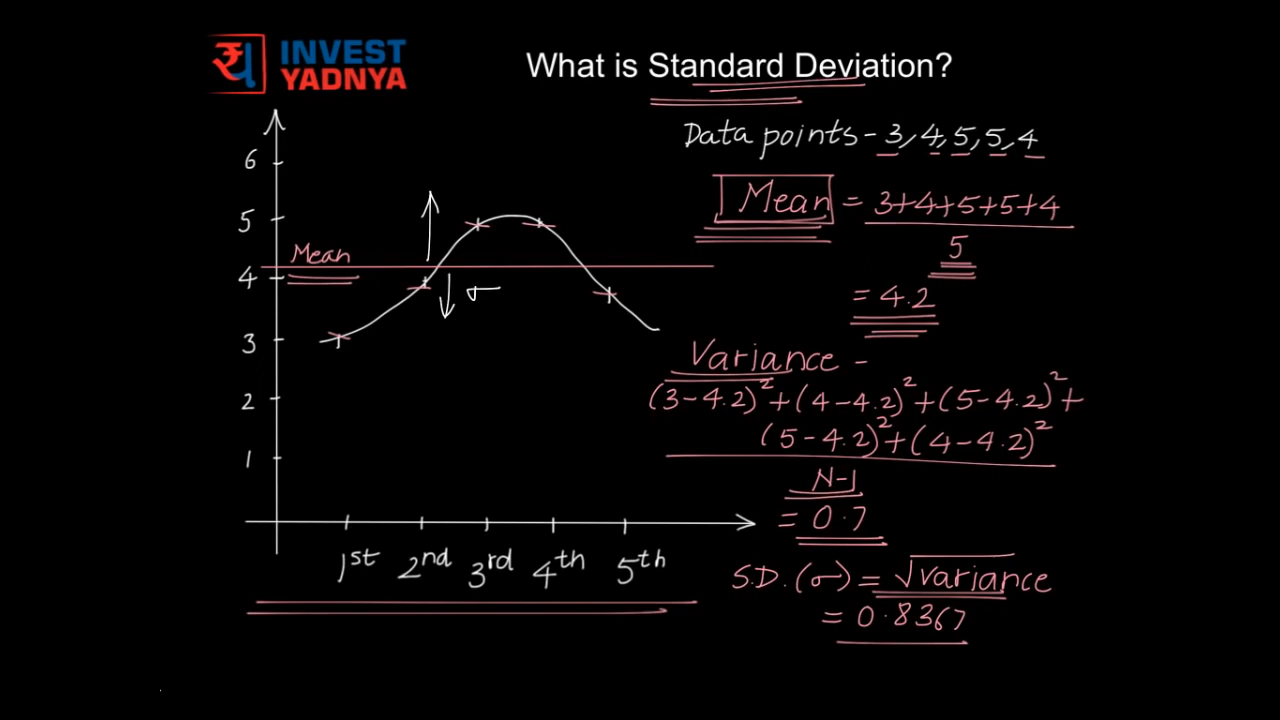 य
INVEST
YADNYA
What is Standard Deviation?
Data points - 3, 4, 5, 5, 4
Mean = 3+4+5+5+4
5
= 4.2
Variance -
(3-4.2)²+(4-4.2)²+(5-4.2)²+
(5-4.2)²+(4-4.2)²
N-1
= 0.7
S.D. (σ) = √variance
= 0.8367
6
5
Mean
4
σ
3
2
1
1st 2nd 3rd 4th 5th